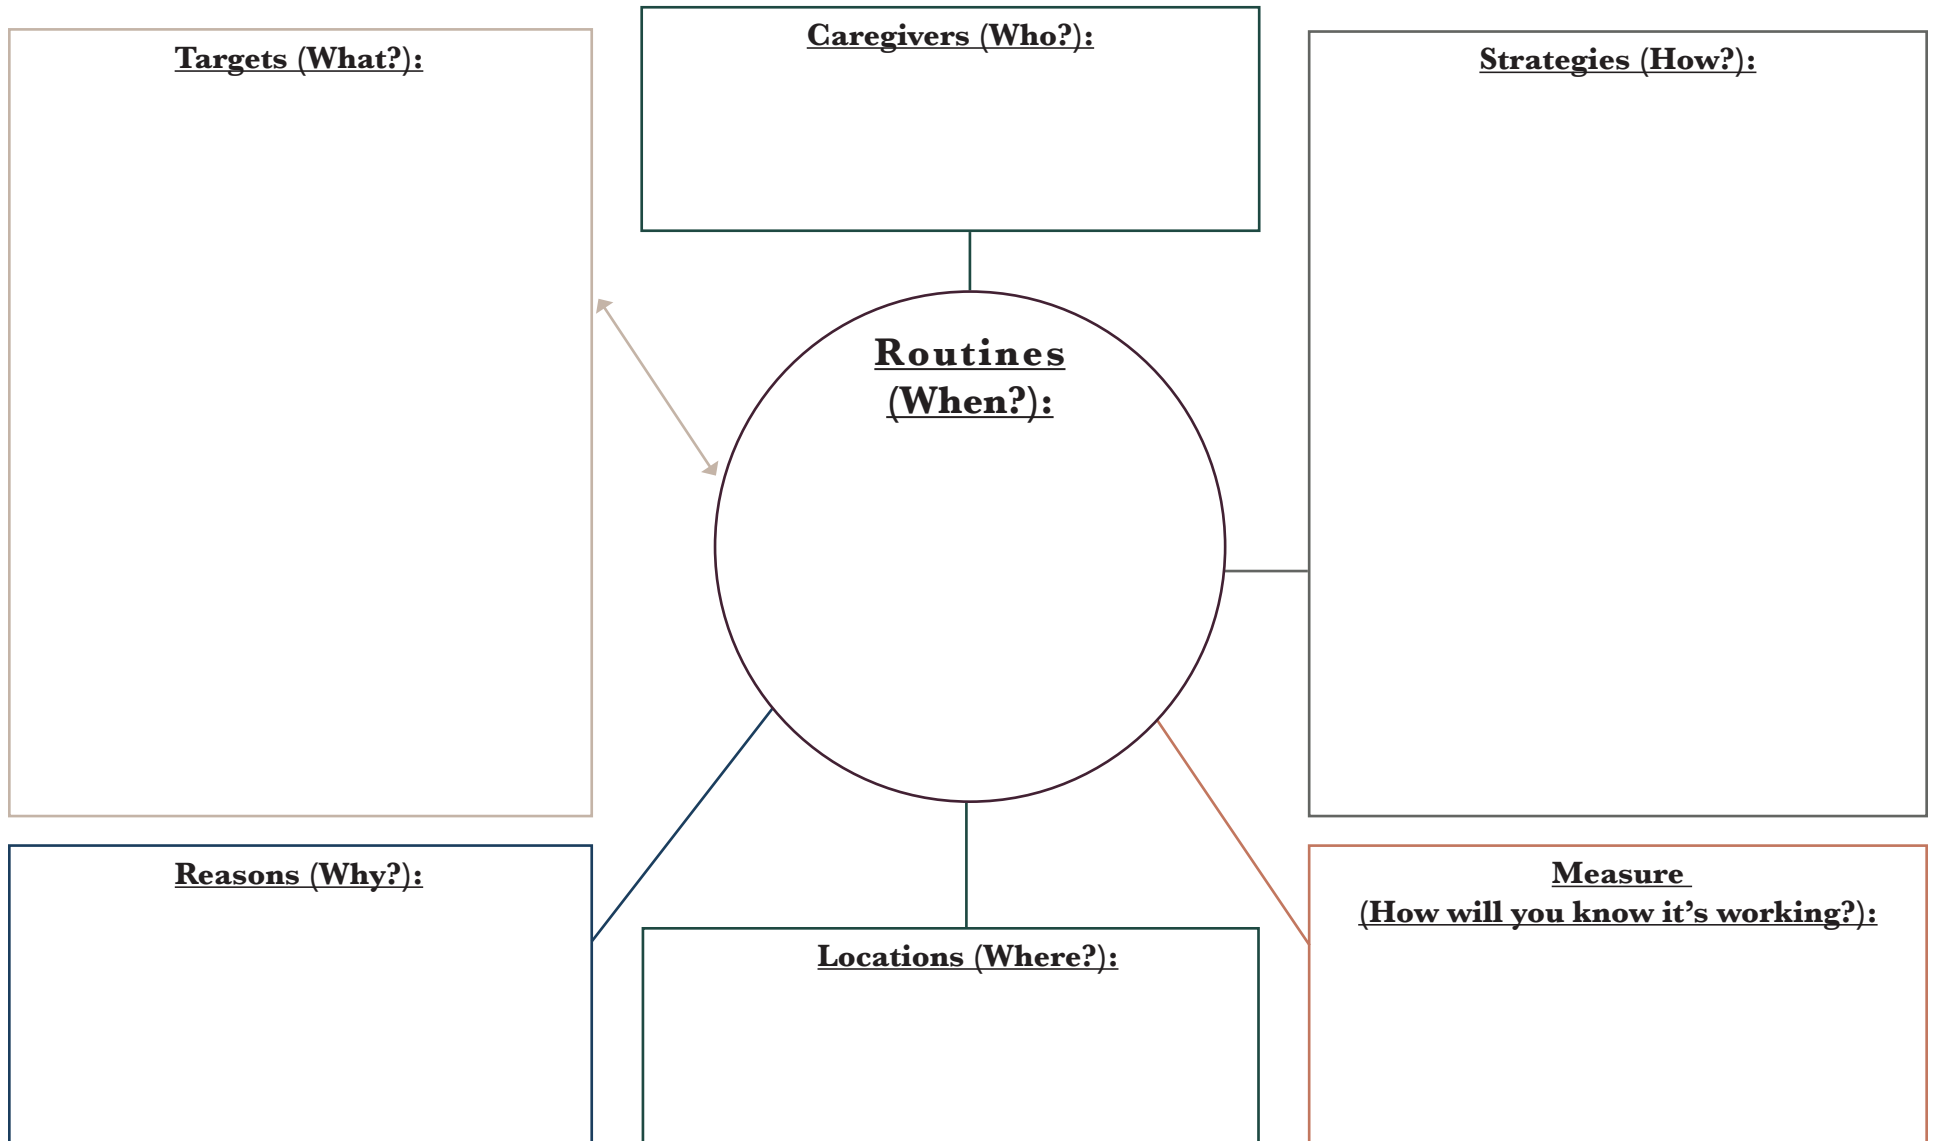 Targets (What?):
Caregivers (Who?):
Strategies (How?):
Routines
(When?):
Reasons (Why?):
Locations (Where?):
Measure
(How will you know it’s working?):